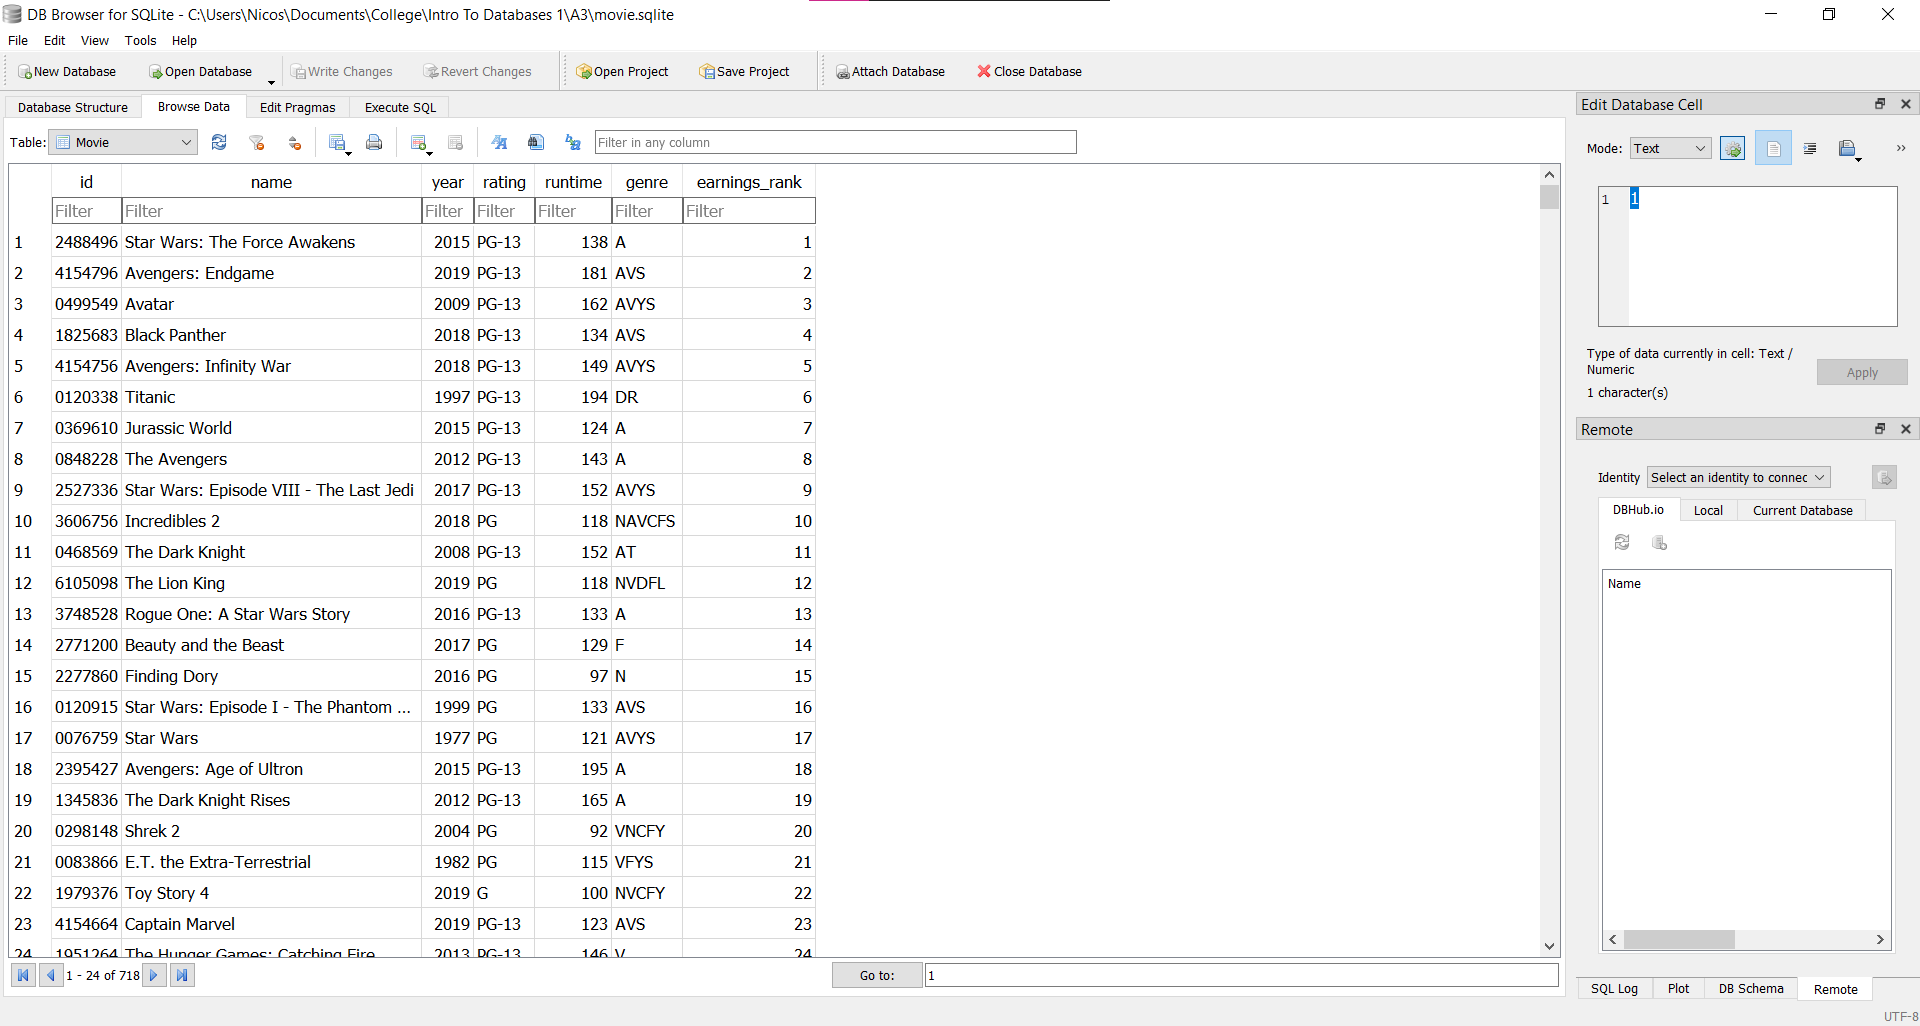 DB Browser for SQLite - C:\Users\Nicos\Documents\College\Intro To Databases 1\A3\movie.sqlite
File Edit View Tools Help
New Database Open Database Write Changes Revert Changes Open Project Save Project Attach Database Close Database
Database Structure Browse Data Edit Pragmas Execute SQL
Table: Movie Filter in any column
id name year rating runtime genre earnings_rank
Filter Filter Filter Filter Filter Filter Filter
1 2488496 Star Wars: The Force Awakens 2015 PG-13 138 A 1
2 4154796 Avengers: Endgame 2019 PG-13 181 AVS 2
3 0499549 Avatar 2009 PG-13 162 AVYS 3
4 1825683 Black Panther 2018 PG-13 134 AVS 4
5 4154756 Avengers: Infinity War 2018 PG-13 149 AVYS 5
6 0120338 Titanic 1997 PG-13 194 DR 6
7 0369610 Jurassic World 2015 PG-13 124 A 7
8 0848228 The Avengers 2012 PG-13 143 A 8
9 2527336 Star Wars: Episode VIII - The Last Jedi 2017 PG-13 152 AVYS 9
10 3606756 Incredibles 2 2018 PG 118 NAVCFS 10
11 0468569 The Dark Knight 2008 PG-13 152 AT 11
12 6105098 The Lion King 2019 PG 118 NVDFL 12
13 3748528 Rogue One: A Star Wars Story 2016 PG-13 133 A 13
14 2771200 Beauty and the Beast 2017 PG 129 F 14
15 2277860 Finding Dory 2016 PG 97 N 15
16 0120915 Star Wars: Episode I - The Phantom ... 1999 PG 133 AVS 16
17 0076759 Star Wars 1977 PG 121 AVYS 17
18 2395427 Avengers: Age of Ultron 2015 PG-13 195 A 18
19 1345836 The Dark Knight Rises 2012 PG-13 165 A 19
20 0298148 Shrek 2 2004 PG 92 VNCFY 20
21 0083866 E.T. the Extra-Terrestrial 1982 PG 115 VFYS 21
22 1979376 Toy Story 4 2019 G 100 NVCFY 22
23 4154664 Captain Marvel 2019 PG-13 123 AVS 23
24 1951264 The Hunger Games: Catching Fire 2013 PG-13 146 V 24
1 - 24 of 718 Go to: 1
Edit Database Cell
Mode: Text »
1 1
Type of data currently in cell: Text /
Numeric
Apply
1 character(s)
Remote
Identity Select an identity to connec
DBHub.io Local Current Database
Name
SQL Log Plot DB Schema Remote
UTF-8